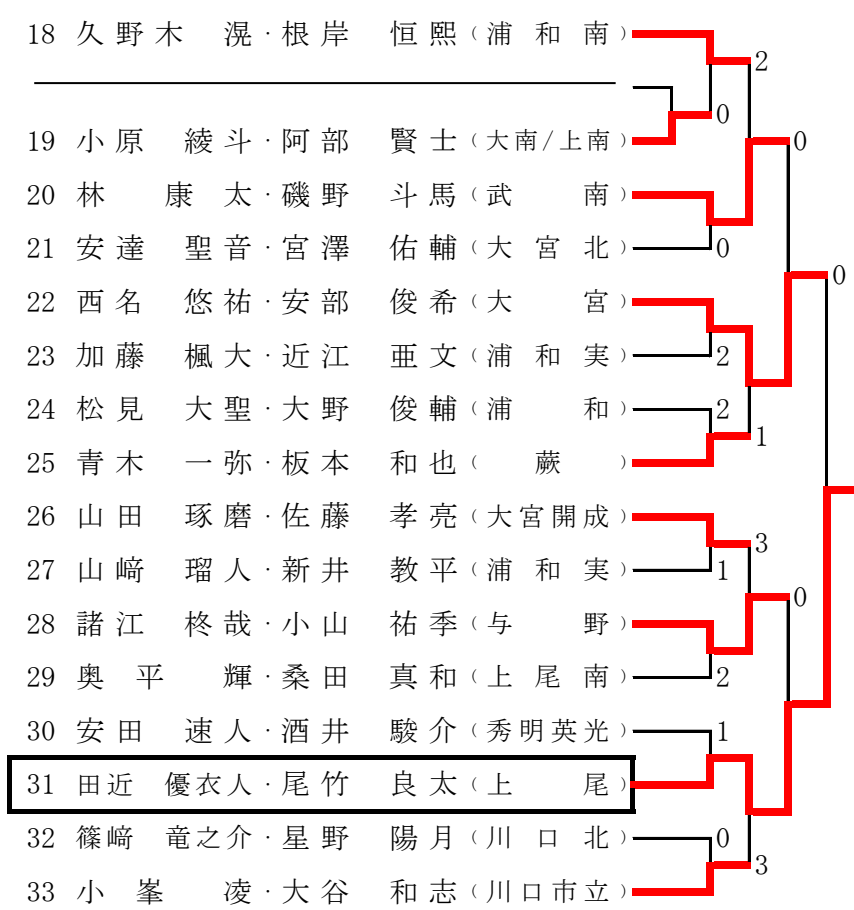 18 久野木 滉・根岸 恒熙（浦和南） 2
0
19 小原 綾斗・阿部 賢士（大南/上南） 0
20 林 康太・磯野 斗馬（武南）
21 安達 聖音・宮澤 佑輔（大宮北） 0
0
22 西名 悠祐・安部 俊希（大宮）
23 加藤 楓大・近江 亜文（浦和実） 2
24 松見 大聖・大野 俊輔（浦和） 2
1
25 青木 一弥・板本 和也（蕨）
26 山田 琢磨・佐藤 孝亮（大宮開成） 3
27 山﨑 瑠人・新井 教平（浦和実） 1
0
28 諸江 柊哉・小山 祐季（与野）
29 奥平 輝・桑田 真和（上尾南） 2
30 安田 速人・酒井 駿介（秀明英光） 1
31 田近 優衣人・尾竹 良太（上尾）
32 篠﨑 竜之介・星野 陽月（川口北） 0
3
33 小峯 凌・大谷 和志（川口市立）